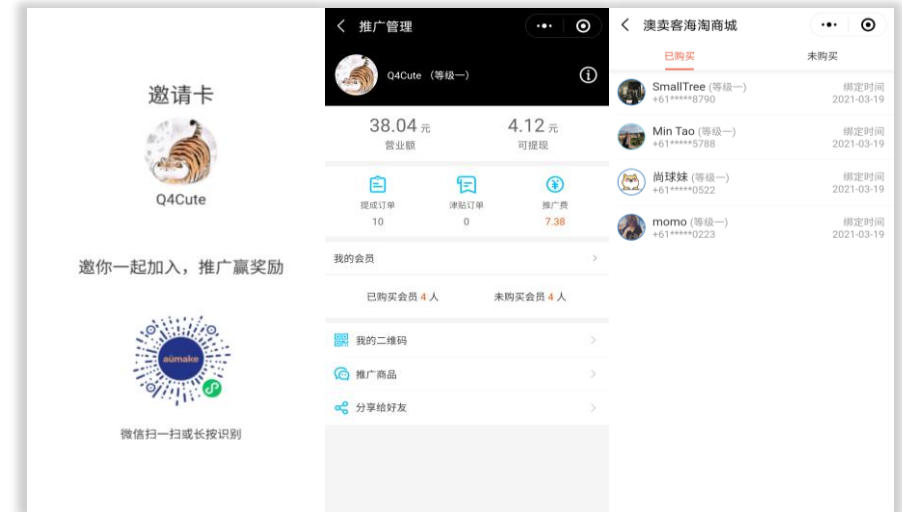 邀请卡
Q4Cute
邀你一起加入，推广赢奖励
aümake
微信扫一扫或长按识别
推广管理
Q4Cute （等级一）
38.04 元
4.12 元
营业额
可提现
提成订单
津贴订单
推广费
10
0
7.38
我的会员
已购买会员 4 人
未购买会员 4 人
我的二维码
推广商品
分享给好友
澳卖客海淘商城
已购买
未购买
SmallTree (等级一)
绑定时间
+61*****8790
2021-03-19
Min Tao (等级一)
绑定时间
+61*****5788
2021-03-19
尚球妹 (等级一)
绑定时间
+61*****0522
2021-03-19
momo (等级一)
绑定时间
+61*****0223
2021-03-19